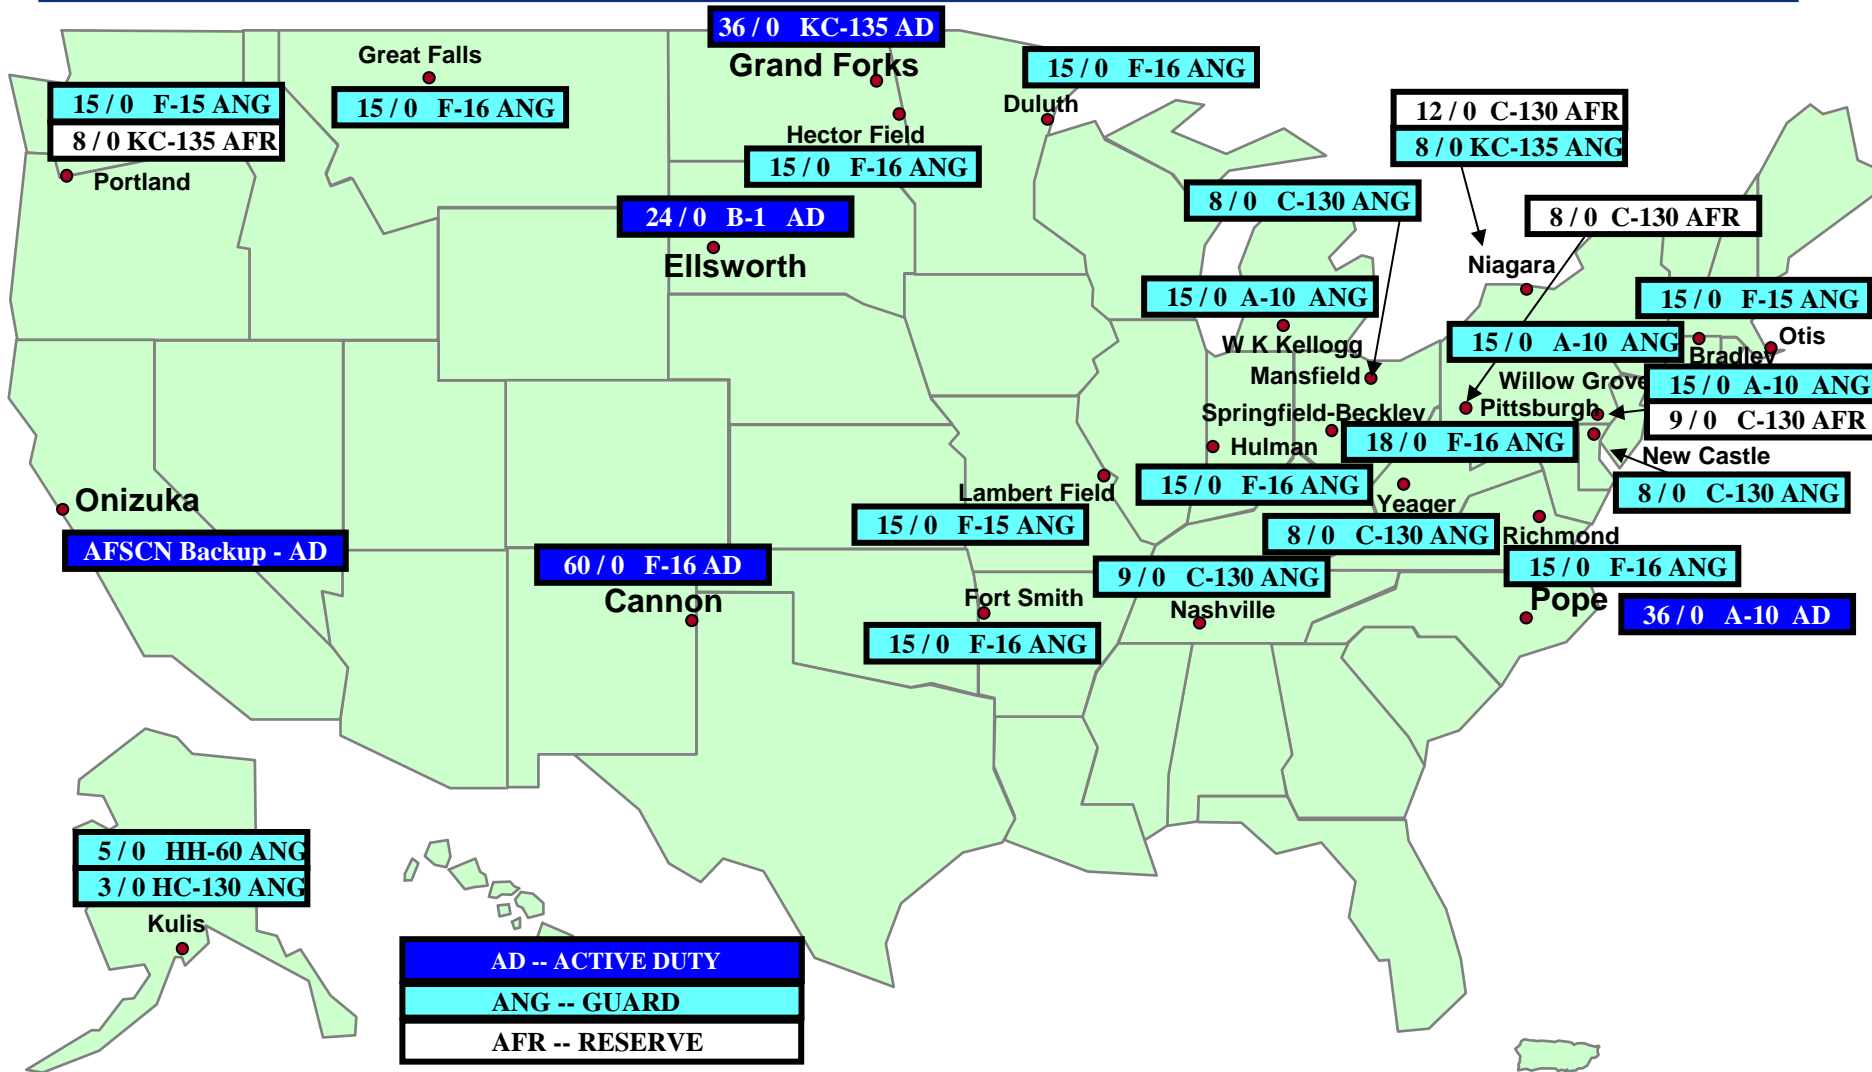 36 / 0 KC-135 AD
Grand Forks
Great Falls
15 / 0 F-16 ANG
15 / 0 F-16 ANG
Duluth
15 / 0 F-15 ANG
8 / 0 KC-135 AFR
Portland
Hector Field
15 / 0 F-16 ANG
12 / 0 C-130 AFR
8 / 0 KC-135 ANG
Niagara
8 / 0 C-130 ANG
8 / 0 C-130 AFR
24 / 0 B-1 AD
Ellsworth
15 / 0 A-10 ANG
W K Kellogg
Mansfield
15 / 0 F-15 ANG
Otis
15 / 0 A-10 ANG
Bradley
Willow Grove
15 / 0 A-10 ANG
9 / 0 C-130 AFR
Pittsburgh
Springfield-Beckley
18 / 0 F-16 ANG
Hulman
15 / 0 F-16 ANG
New Castle
8 / 0 C-130 ANG
Lambert Field
15 / 0 F-15 ANG
Yeager
8 / 0 C-130 ANG
Richmond
15 / 0 F-16 ANG
Onizuka
AFSCN Backup - AD
60 / 0 F-16 AD
Cannon
9 / 0 C-130 ANG
Nashville
Fort Smith
15 / 0 F-16 ANG
Pope
36 / 0 A-10 AD
5 / 0 HH-60 ANG
3 / 0 HC-130 ANG
Kulis
AD -- ACTIVE DUTY
ANG -- GUARD
AFR -- RESERVE